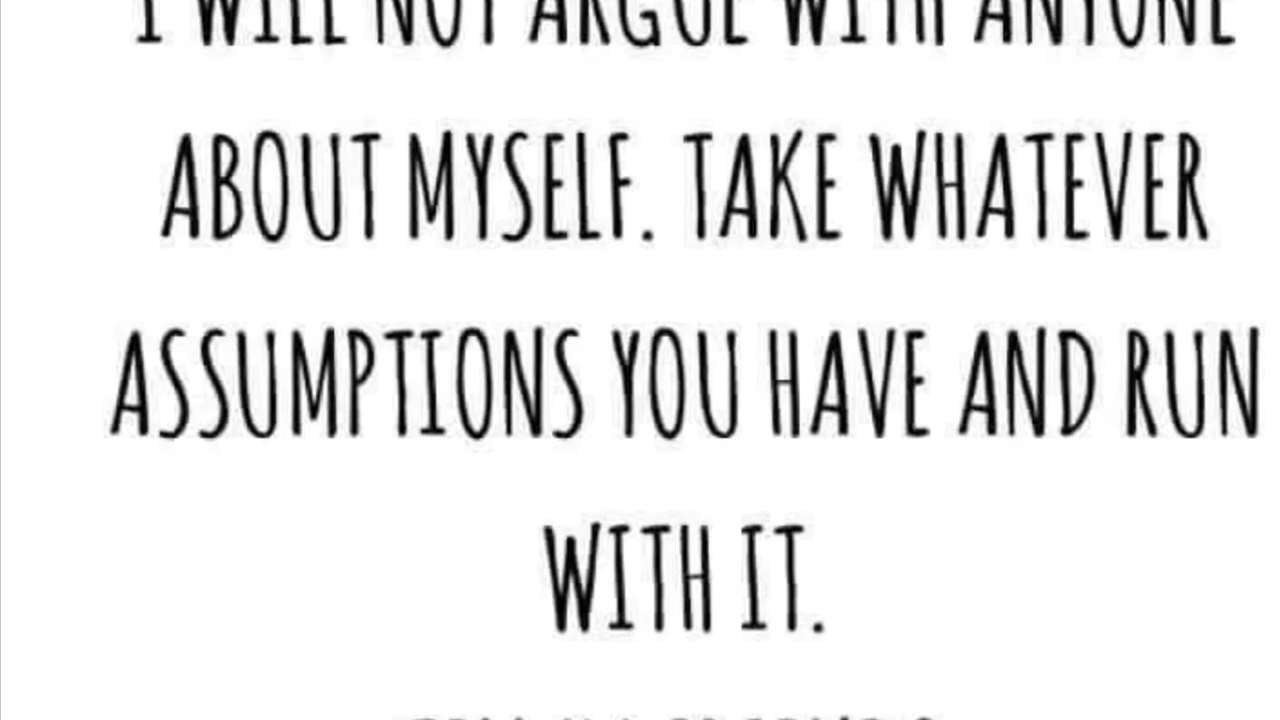 I WILL NOT ARGUE WITH ANYONE
ABOUT MYSELF. TAKE WHATEVER
ASSUMPTIONS YOU HAVE AND RUN
WITH IT.